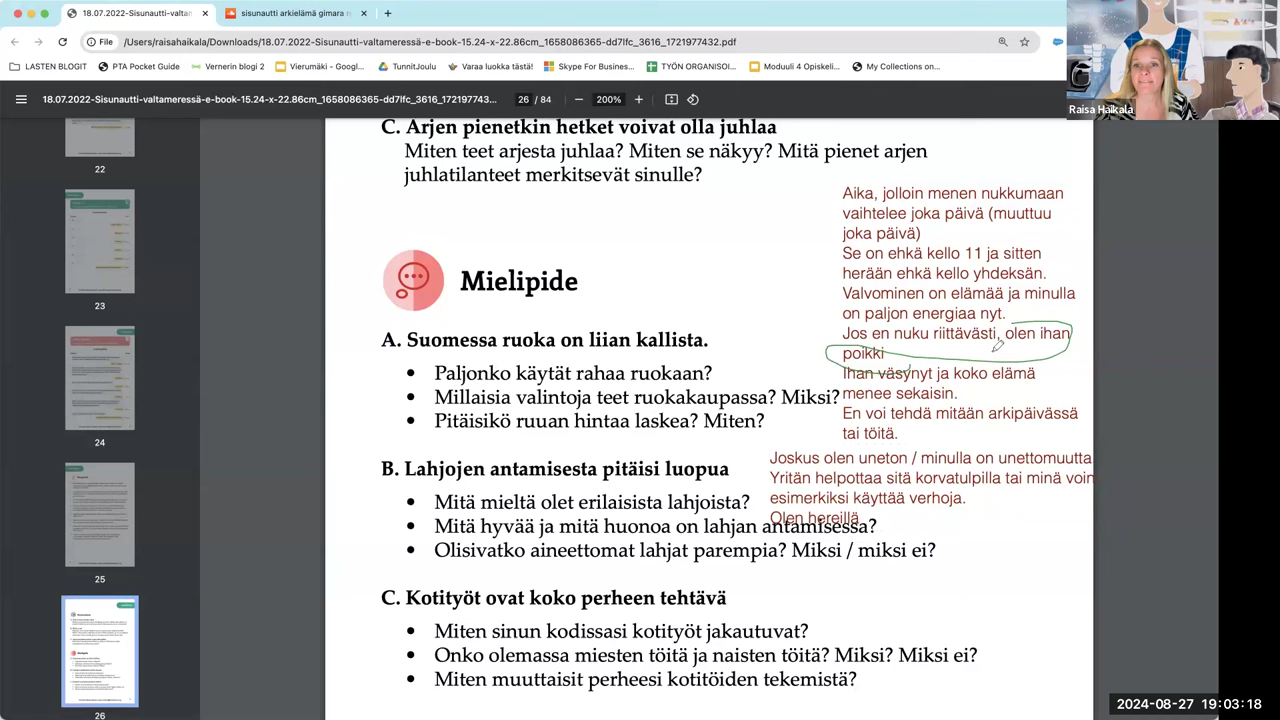 18.07.2022-Sisunautti-valta
sisunautti arkielämä gimara
File
/Users/raisahaikala/Downloads/18.07.2022-Sisunautti-valtameressä-e-book-15.24-x-22.86cm_1658086365-dd7lfc_3616_1721977432.pdf
LASTEN BLOGIT
PTA Pocket Guide
Vernerin blogi 2
Vierumäki - Googl...
TunnitJoulu
Varaa luokka tästä!
Skype For Busines...
TYÖN ORGANISOI...
Moduuli 4 Opiskeli...
My Collections on...
18.07.2022-Sisunautti-valtameressä-e-book-15.24-x-22.86cm_1658086365-dd7lfc_3616_172197743...
26 / 84
200%
Raisa Haikala
22
23
24
25
26
C. Arjen pienetkin hetket voivat olla juhlaa
Miten teet arjesta juhlaa? Miten se näkyy? Mitä pienet arjen
juhlatilanteet merkitsevät sinulle?
Mielipide
A. Suomessa ruoka on liian kallista.
• Paljonko käytät rahaa ruokaan?
• Millaisia valintoja teet ruokakaupassa? Miksi?
• Pitäisikö ruuan hintaa laskea? Miten?
B. Lahjojen antamisesta pitäisi luopua
• Mitä mieltä olet erilaisista lahjoista?
• Mitä hyvää ja mitä huonoa on lahjan antamisessa?
• Olisivatko aineettomat lahjat parempia? Miksi / miksi ei?
C. Kotityöt ovat koko perheen tehtävä
• Miten sinun kodissasi kotityöt jakautuvat?
• Onko olemassa miesten töitä ja naisten töitä? Miksi? Miksi ei?
• Miten muuttaisit perheesi kotitöiden tekemistä?
Aika, jolloin menen nukkumaan
vaihtelee joka päivä (muuttuu
joka päivä)
Se on ehkä kello 11 ja sitten
herään ehkä kello yhdeksän.
Valvominen on elämää ja minulla
on paljon energiaa nyt.
Jos en nuku riittävästi, olen ihan
poikki
Ihan väsynyt ja koko elämä
menee sekaisin.
En voi tehdä mitään arkipäivässä
tai töitä.
Joskus olen uneton / minulla on unettomuutta
helpottaa sitä korvatulpilla tai minä voin
esimerkiksi käyttää verhoja.
Olen hereillä
2024-08-27 19:03:18